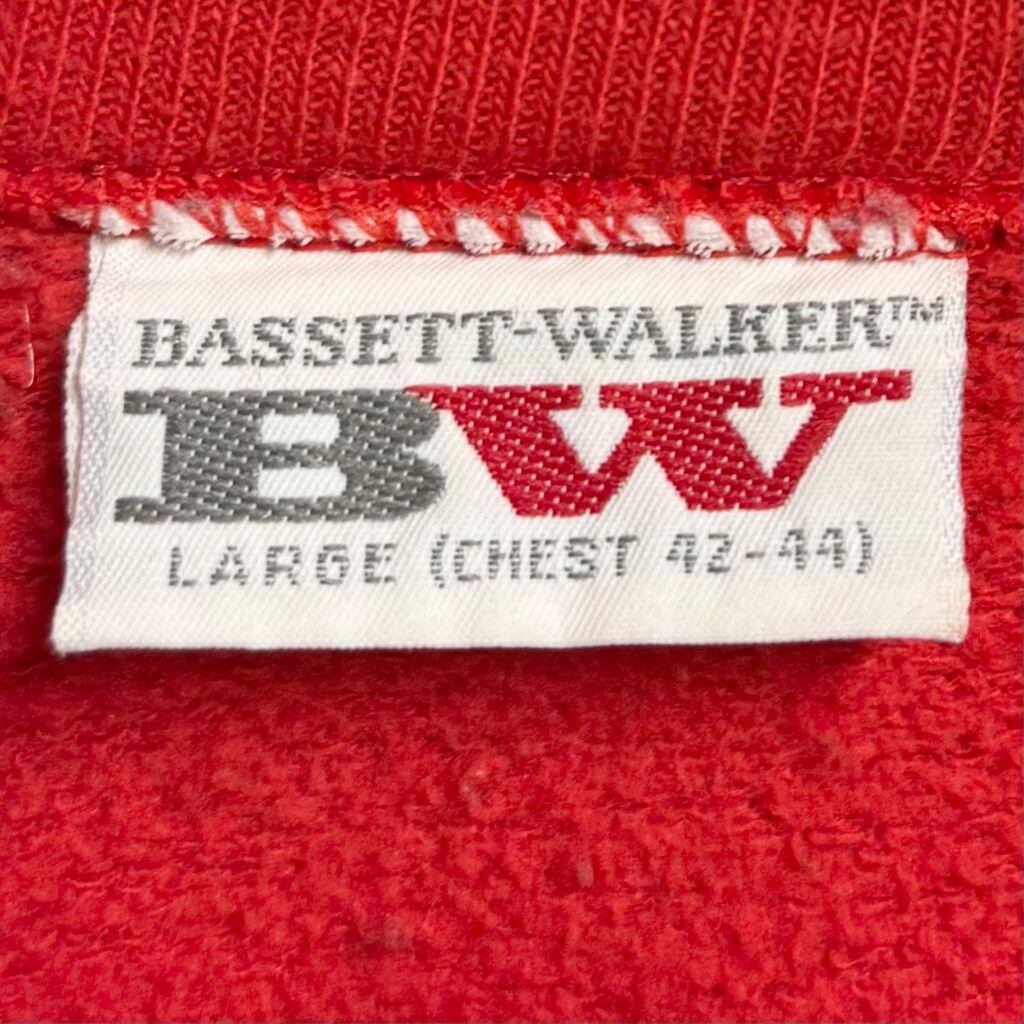 BASSETT-WALKER™
BW
LARGE (CHEST 42-44)